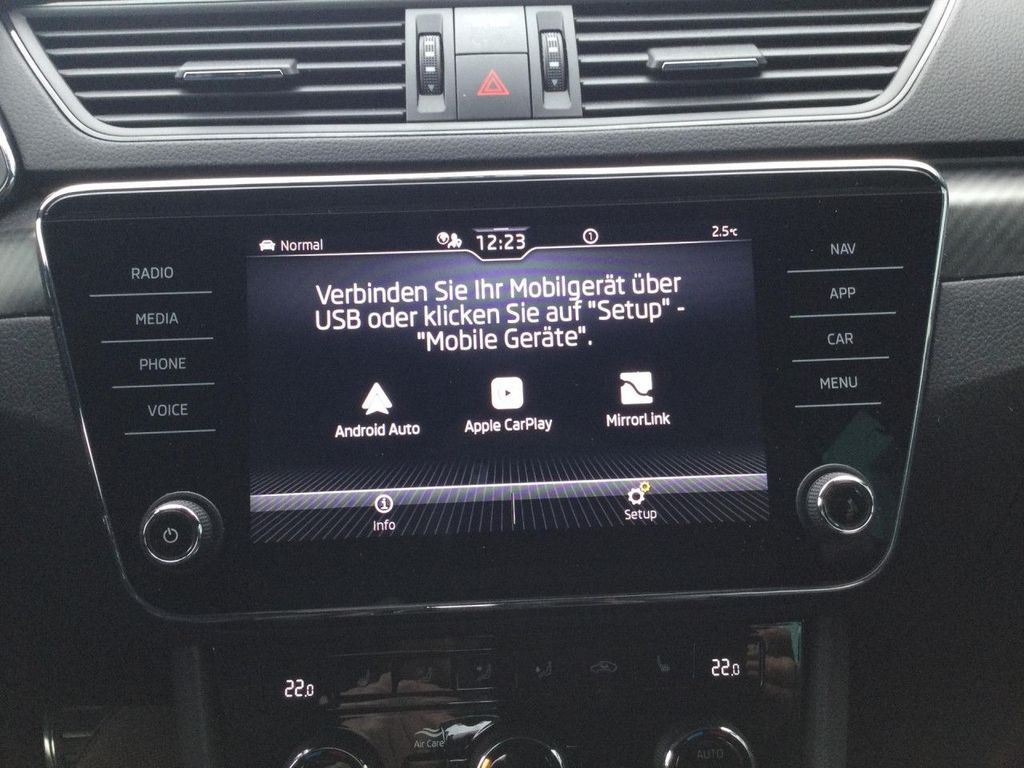 Normal
12:23
1
2.5°C
RADIO
MEDIA
PHONE
VOICE
Verbinden Sie Ihr Mobilgerät über
USB oder klicken Sie auf "Setup" -
"Mobile Geräte".
Android Auto
Apple CarPlay
MirrorLink
Info
Setup
NAV
APP
CAR
MENU
22.0
22.0
Air Care
AUTO